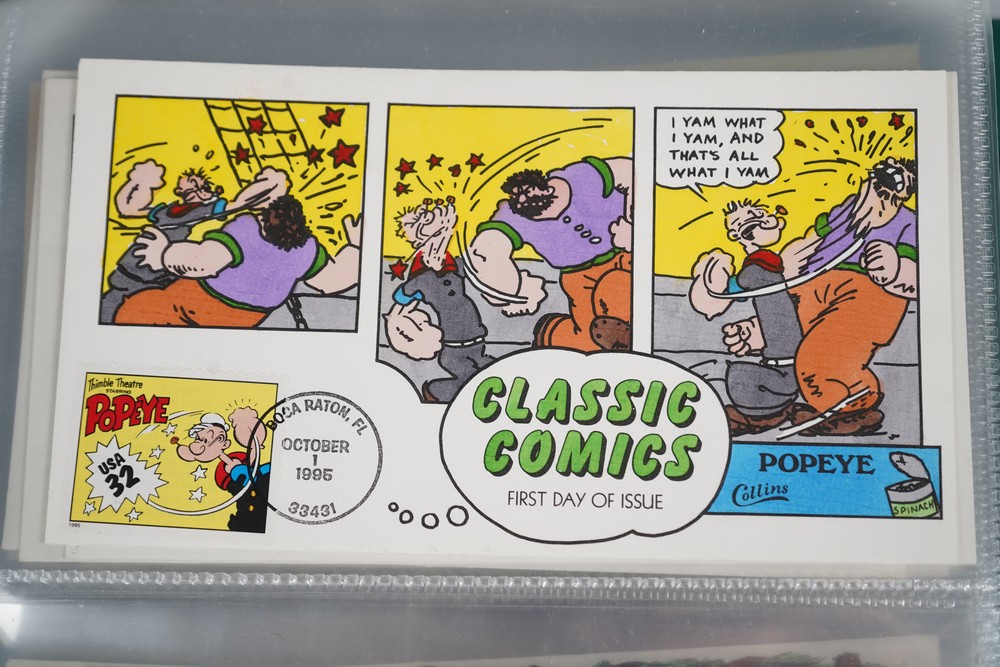 I YAM WHAT
I YAM, AND
THAT'S ALL
WHAT I YAM
Thimble Theatre
STARRING
POPEYE
USA
32
1995
BOCA RATON, FL
OCTOBER
1
1995
33431
CLASSIC
COMICS
FIRST DAY OF ISSUE
POPEYE
Collins
SPINACH